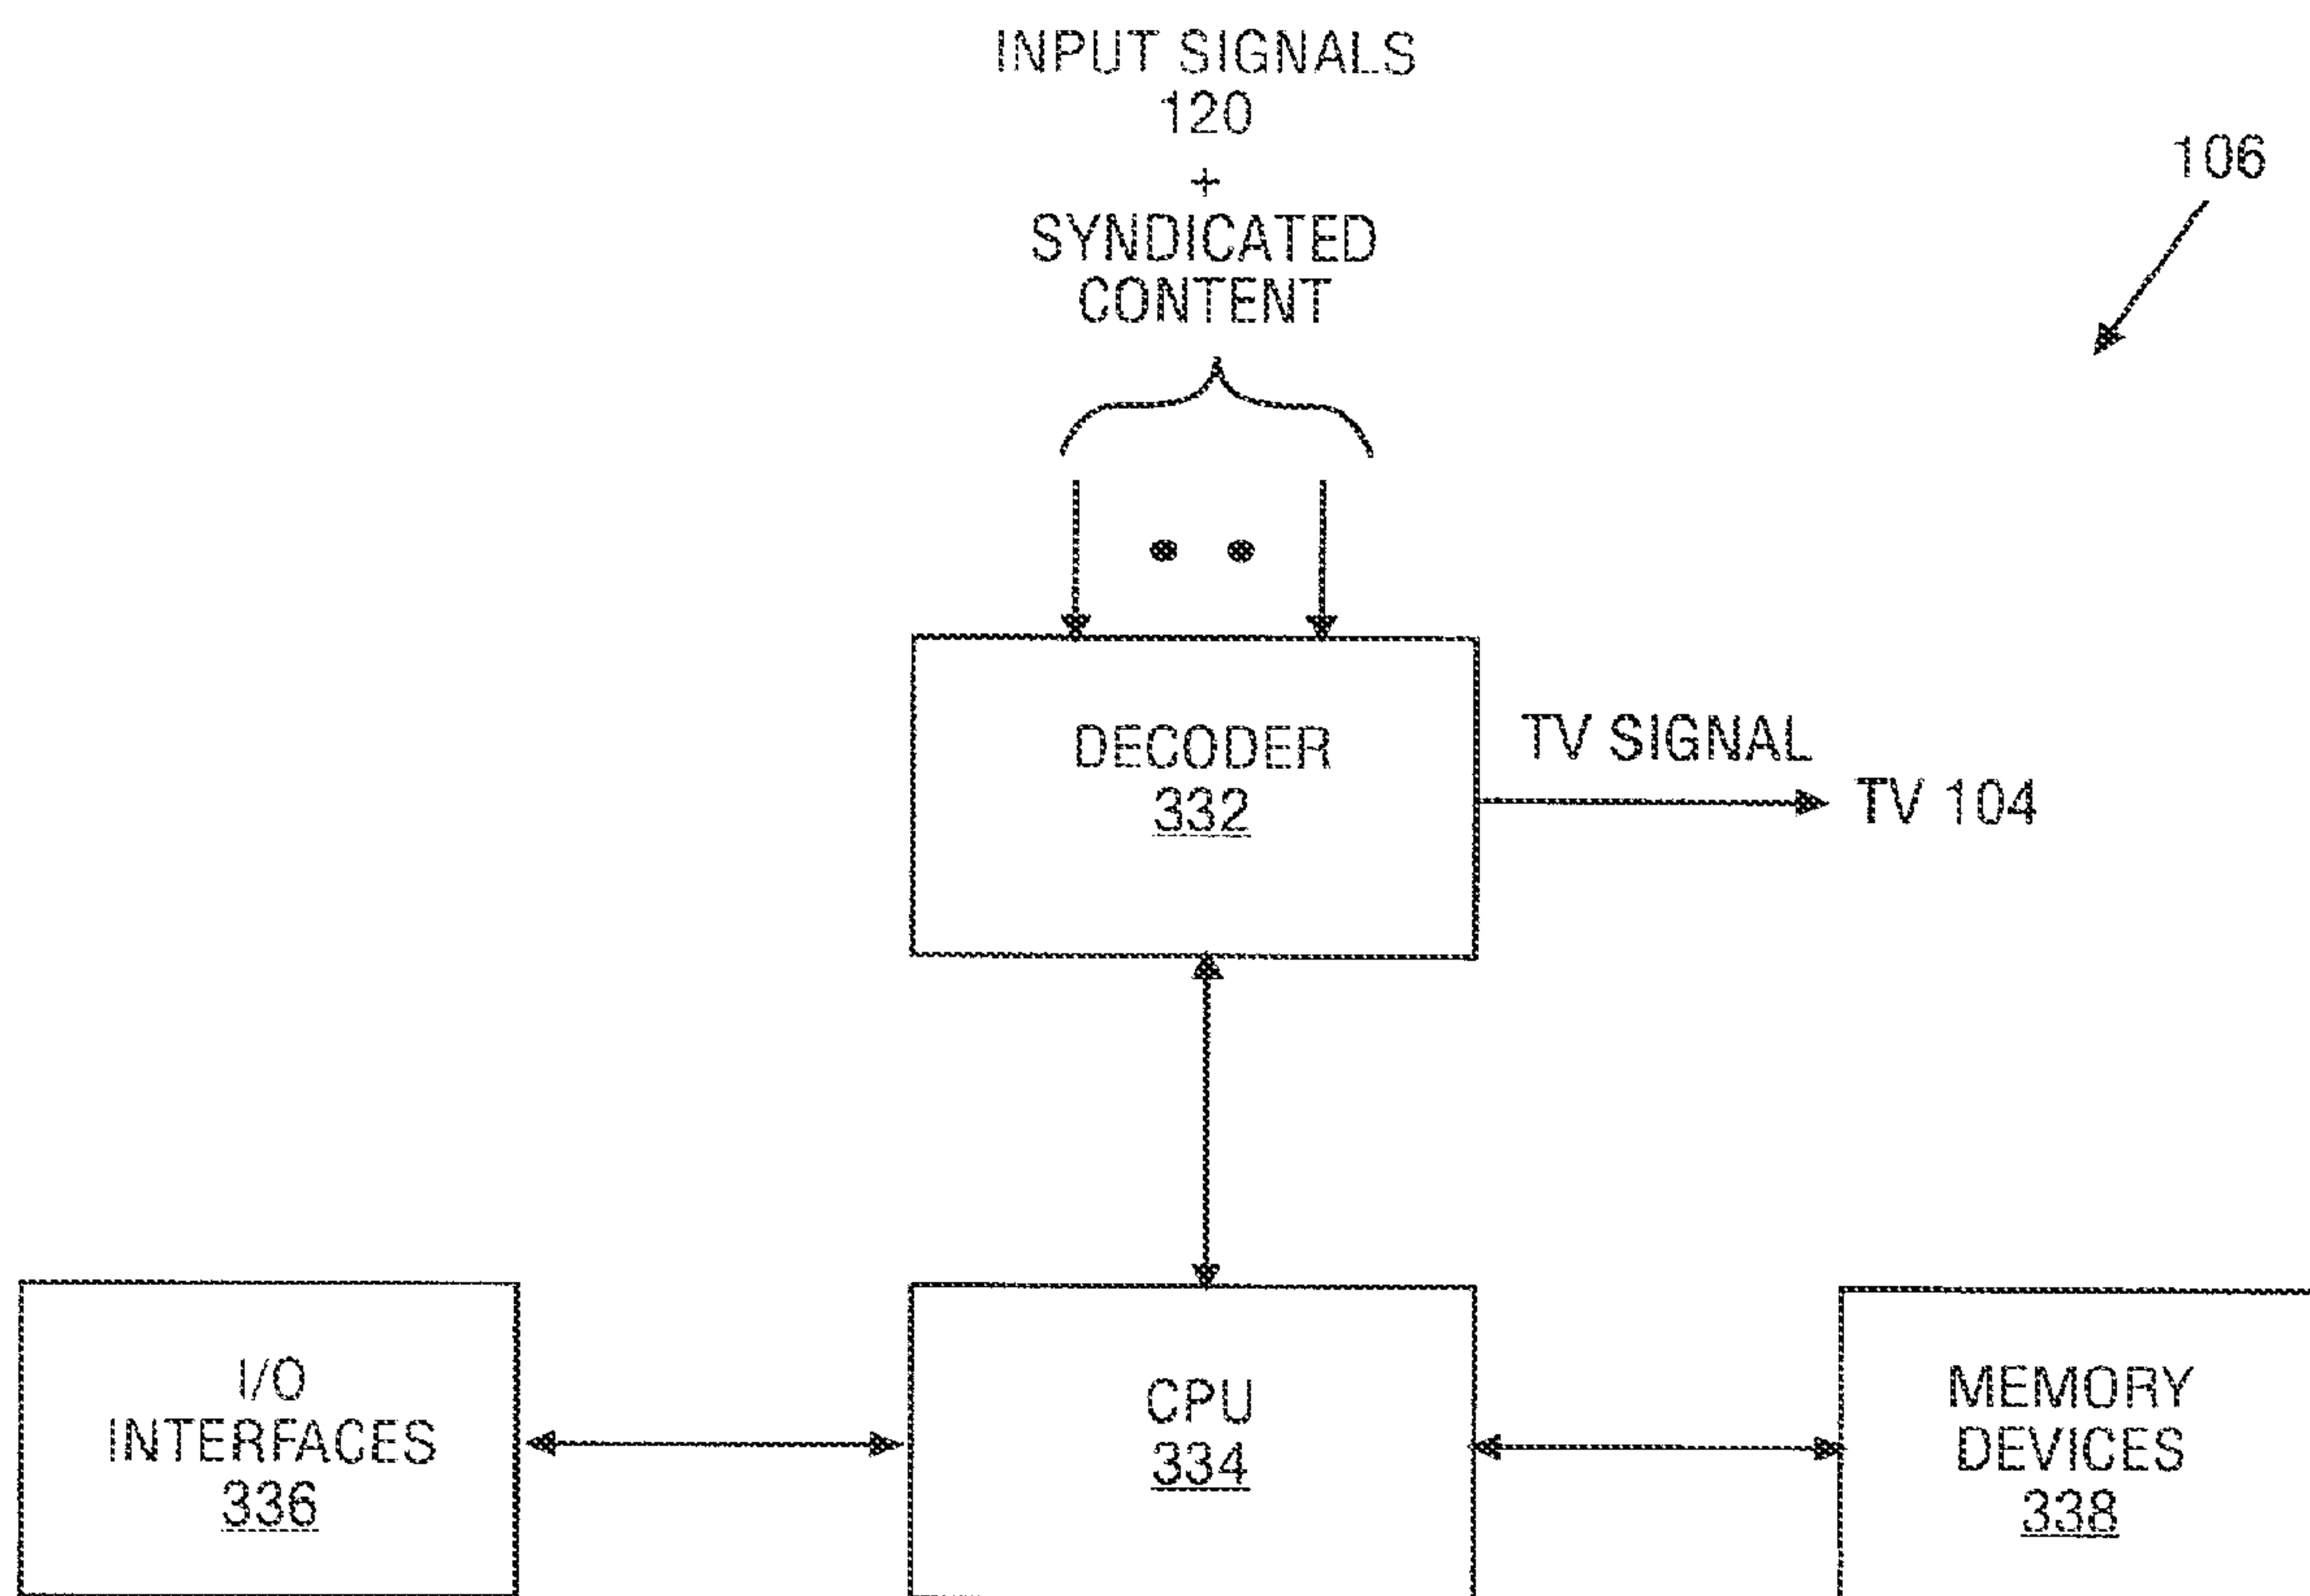 INPUT SIGNALS
120
+
SYNDICATED
CONTENT
106
DECODER
332
TV SIGNAL
TV 104
I/O
INTERFACES
336
CPU
334
MEMORY
DEVICES
338